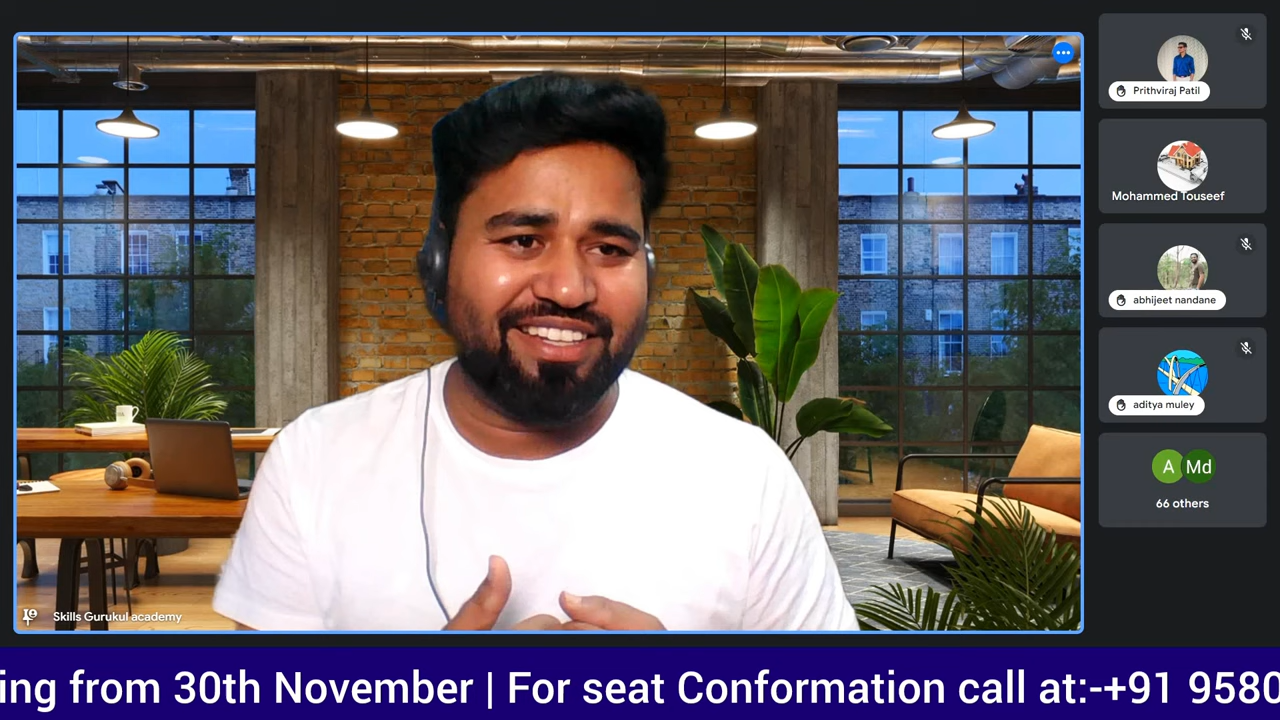 Prithviraj Patil
Mohammed Touseef
abhijeet nandane
aditya muley
A Md
66 others
Skills Gurukul academy
ing from 30th November | For seat Conformation call at:-+91 9580